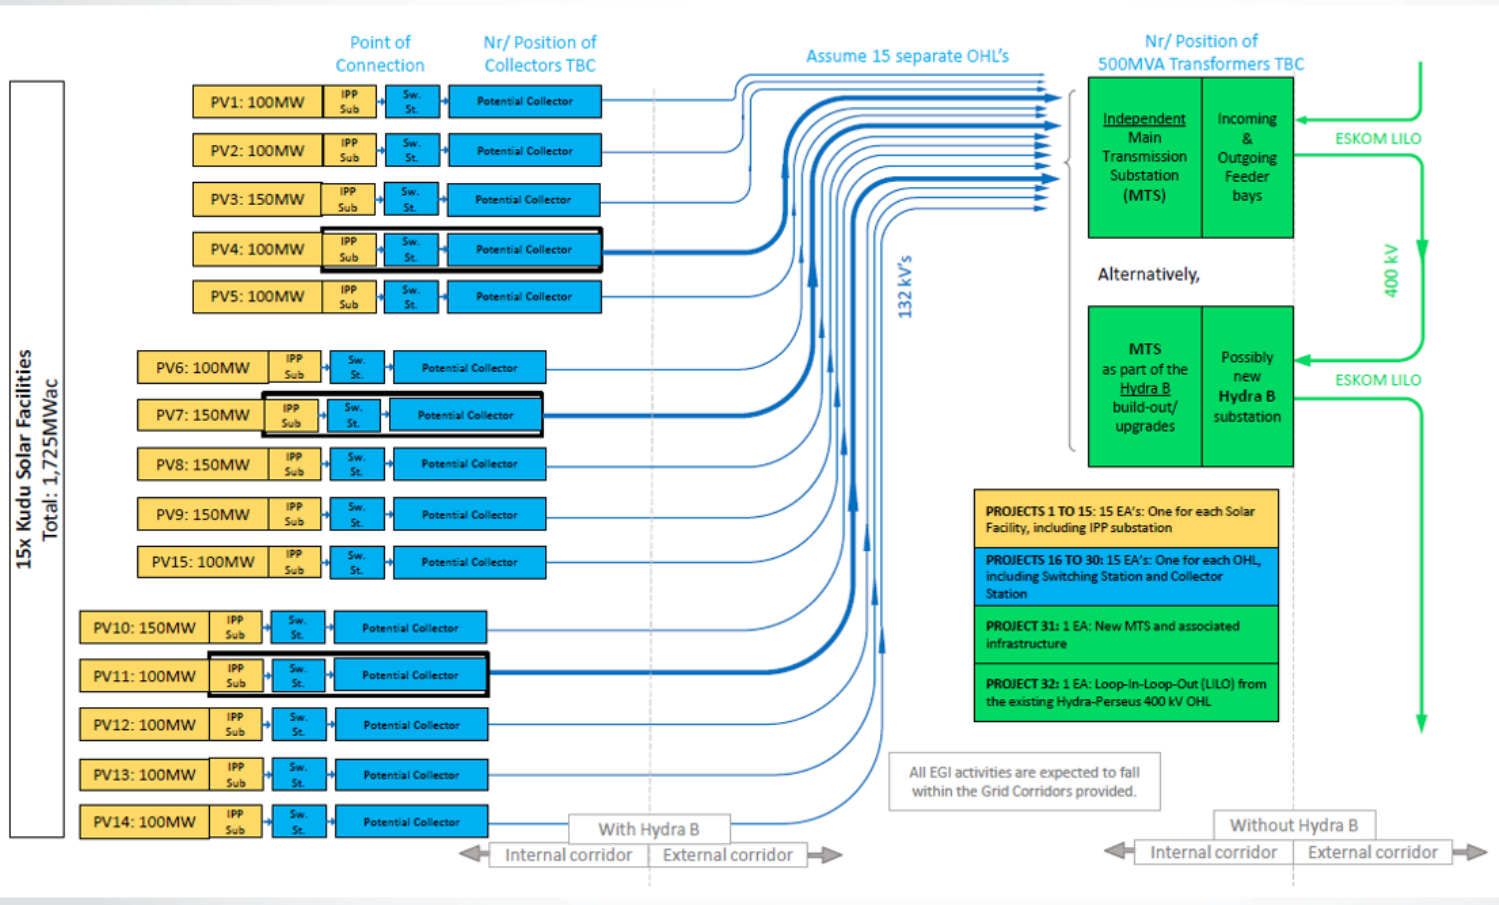 Point of
Connection
Nr/ Position of
Collectors TBC
Assume 15 separate OHL's
Nr/ Position of
500MVA Transformers TBC
15x Kudu Solar Facilities
Total: 1,725MWac
PV1: 100MW
IPP
Sub
Sw.
St.
Potential Collector
PV2: 100MW
IPP
Sub
Sw.
St.
Potential Collector
PV3: 150MW
IPP
Sub
Sw.
St.
Potential Collector
PV4: 100MW
IPP
Sub
Sw.
St.
Potential Collector
PV5: 100MW
IPP
Sub
Sw.
St.
Potential Collector
PV6: 100MW
IPP
Sub
Sw.
St.
Potential Collector
PV7: 150MW
IPP
Sub
Sw.
St.
Potential Collector
PV8: 150MW
IPP
Sub
Sw.
St.
Potential Collector
PV9: 150MW
IPP
Sub
Sw.
St.
Potential Collector
PV15: 100MW
IPP
Sub
Sw.
St.
Potential Collector
PV10: 150MW
IPP
Sub
Sw.
St.
Potential Collector
PV11: 100MW
IPP
Sub
Sw.
St.
Potential Collector
PV12: 100MW
IPP
Sub
Sw.
St.
Potential Collector
PV13: 100MW
IPP
Sub
Sw.
St.
Potential Collector
PV14: 100MW
IPP
Sub
Sw.
St.
Potential Collector
132 kV's
Independent
Main
Transmission
Substation
(MTS)
Incoming
&
Outgoing
Feeder
bays
ESKOM LILO
Alternatively,
400 kV
MTS
as part of the
Hydra B
build-out/
upgrades
Possibly
new
Hydra B
substation
ESKOM LILO
PROJECTS 1 TO 15: 15 EA's: One for each Solar
Facility, including IPP substation
PROJECTS 16 TO 30: 15 EA's: One for each OHL,
including Switching Station and Collector
Station
PROJECT 31: 1 EA: New MTS and associated
infrastructure
PROJECT 32: 1 EA: Loop-In-Loop-Out (LILO) from
the existing Hydra-Perseus 400 kV OHL
All EGI activities are expected to fall
within the Grid Corridors provided.
With Hydra B
Internal corridor
External corridor
Without Hydra B
Internal corridor
External corridor